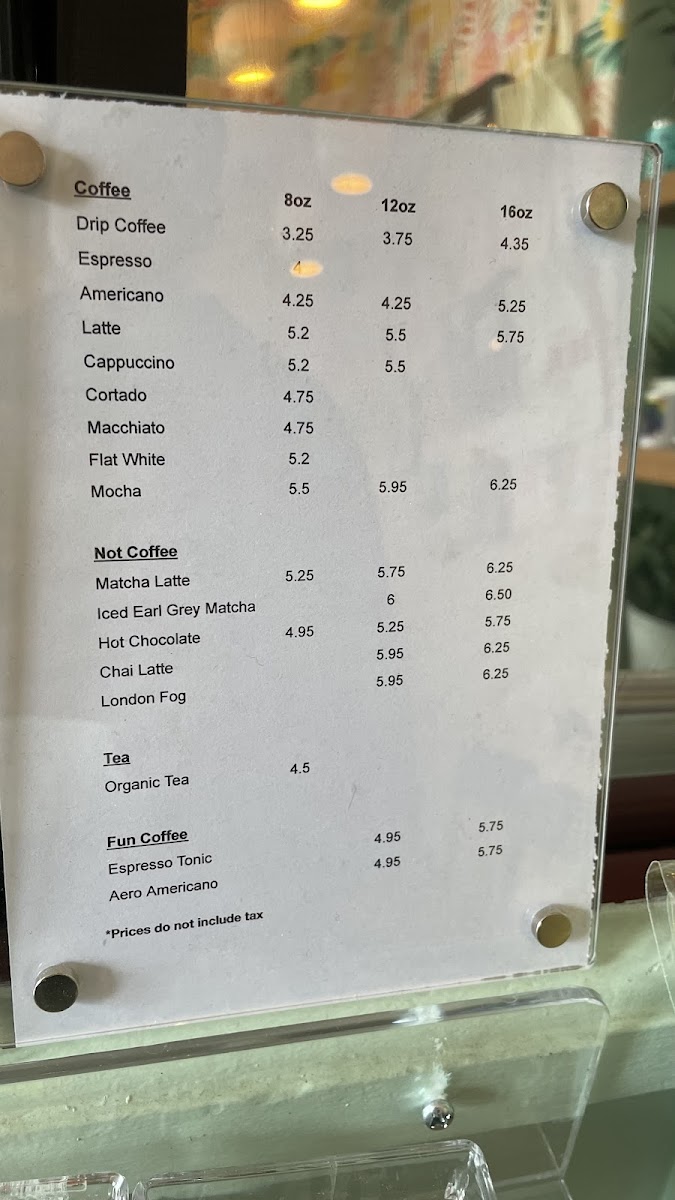 Coffee 8oz 12oz 16oz
Drip Coffee 3.25 3.75 4.35
Espresso 4
Americano 4.25 4.25 5.25
Latte 5.2 5.5 5.75
Cappuccino 5.2 5.5
Cortado 4.75
Macchiato 4.75
Flat White 5.2
Mocha 5.5 5.95 6.25
Not Coffee
Matcha Latte 5.25 5.75 6.25
Iced Earl Grey Matcha 6 6.50
Hot Chocolate 4.95 5.25 5.75
Chai Latte 5.95 6.25
London Fog 5.95 6.25
Tea
Organic Tea 4.5
Fun Coffee
Espresso Tonic 4.95 5.75
Aero Americano 4.95 5.75
*Prices do not include tax